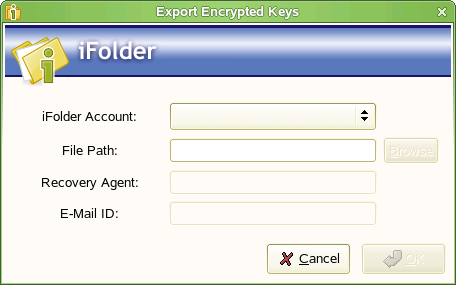 Export Encrypted Keys
iFolder
iFolder Account:
File Path:
Browse
Recovery Agent:
E-Mail ID:
Cancel
OK